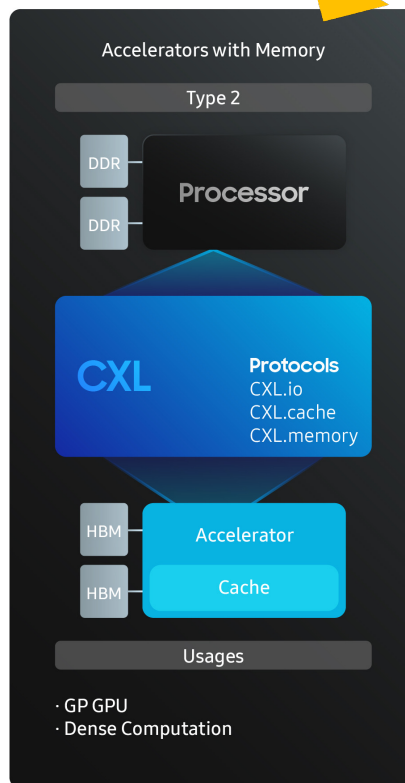 Accelerators with Memory
Type 2
DDR
Processor
DDR
CXL
Protocols
CXL.io
CXL.cache
CXL.memory
HBM
Accelerator
HBM
Cache
Usages
· GP GPU
· Dense Computation